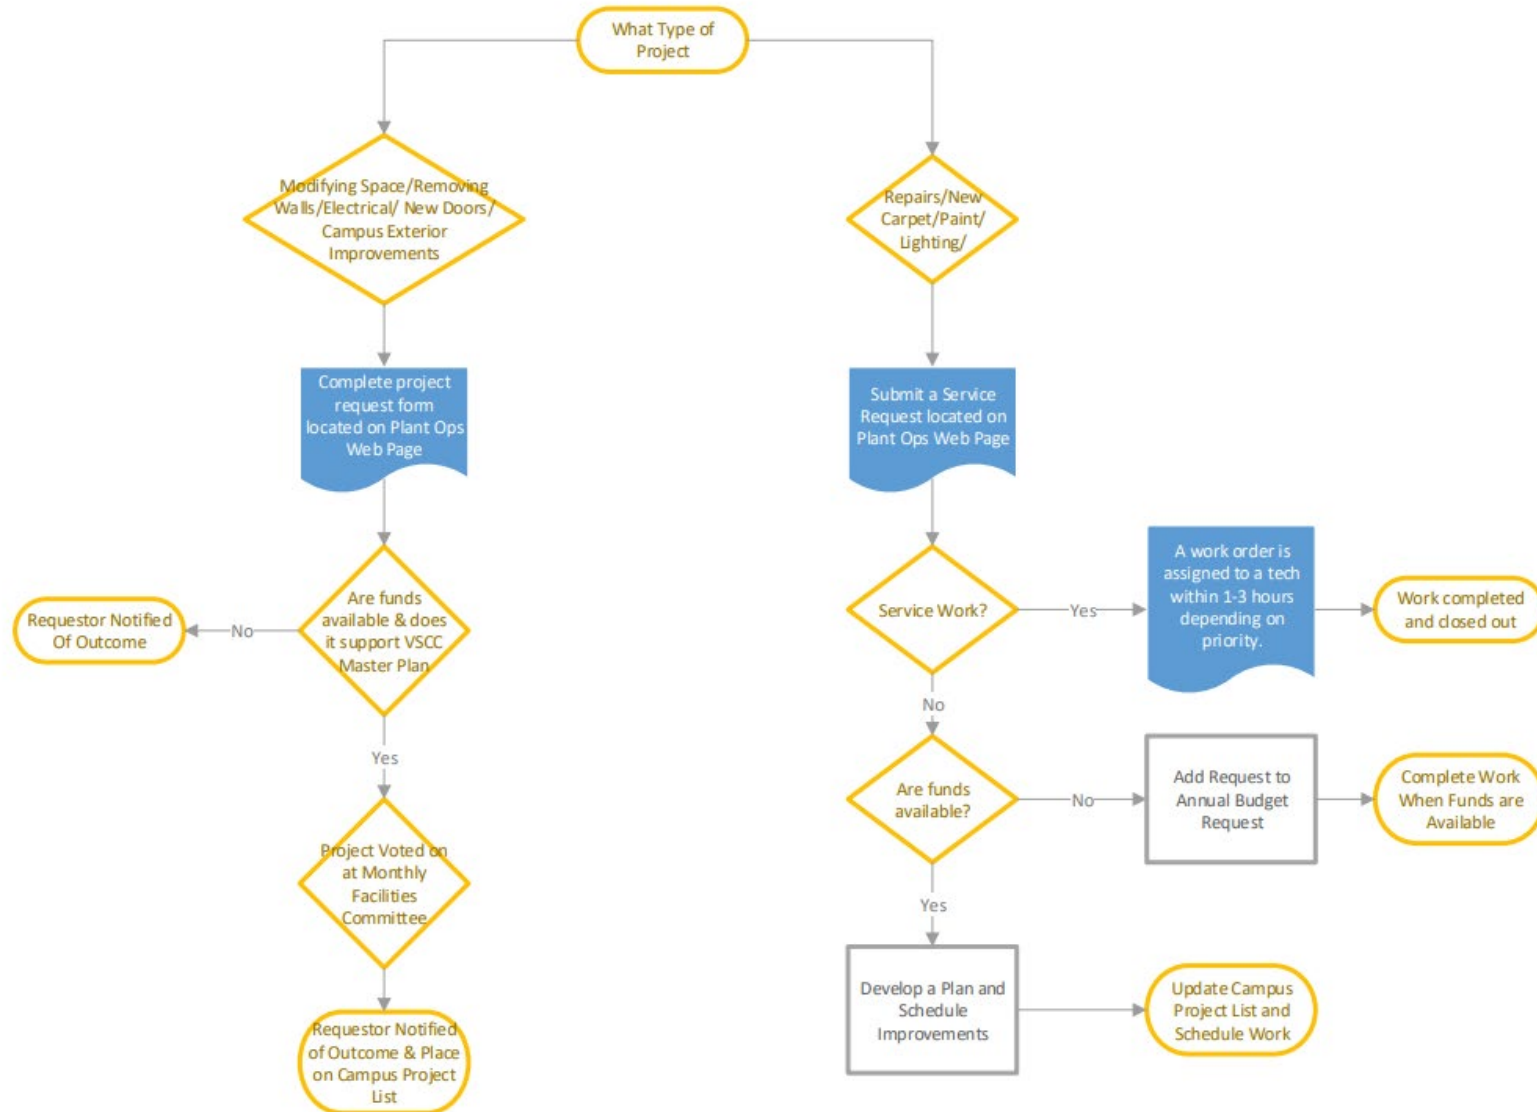 What Type of
Project
Modifying Space/Removing
Walls/Electrical/ New Doors/
Campus Exterior
Improvements
Repairs/New
Carpet/Paint/
Lighting/
Complete project
request form
located on Plant Ops
Web Page
Submit a Service
Request located on
Plant Ops Web Page
Are funds
available & does
it support VSCC
Master Plan
No
Requestor Notified
Of Outcome
Yes
Project Voted on
at Monthly
Facilities
Committee
Requestor Notified
of Outcome & Place
on Campus Project
List
Service Work?
Yes
A work order is
assigned to a tech
within 1-3 hours
depending on
priority.
Work completed
and closed out
No
Are funds
available?
No
Add Request to
Annual Budget
Request
Complete Work
When Funds are
Available
Yes
Develop a Plan and
Schedule
Improvements
Update Campus
Project List and
Schedule Work